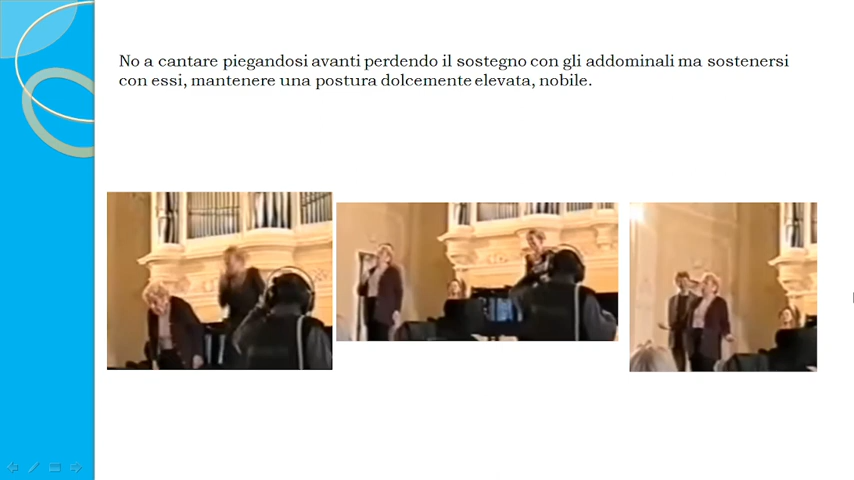 No a cantare piegandosi avanti perdendo il sostegno con gli addominali ma sostenersi
con essi, mantenere una postura dolcemente elevata, nobile.